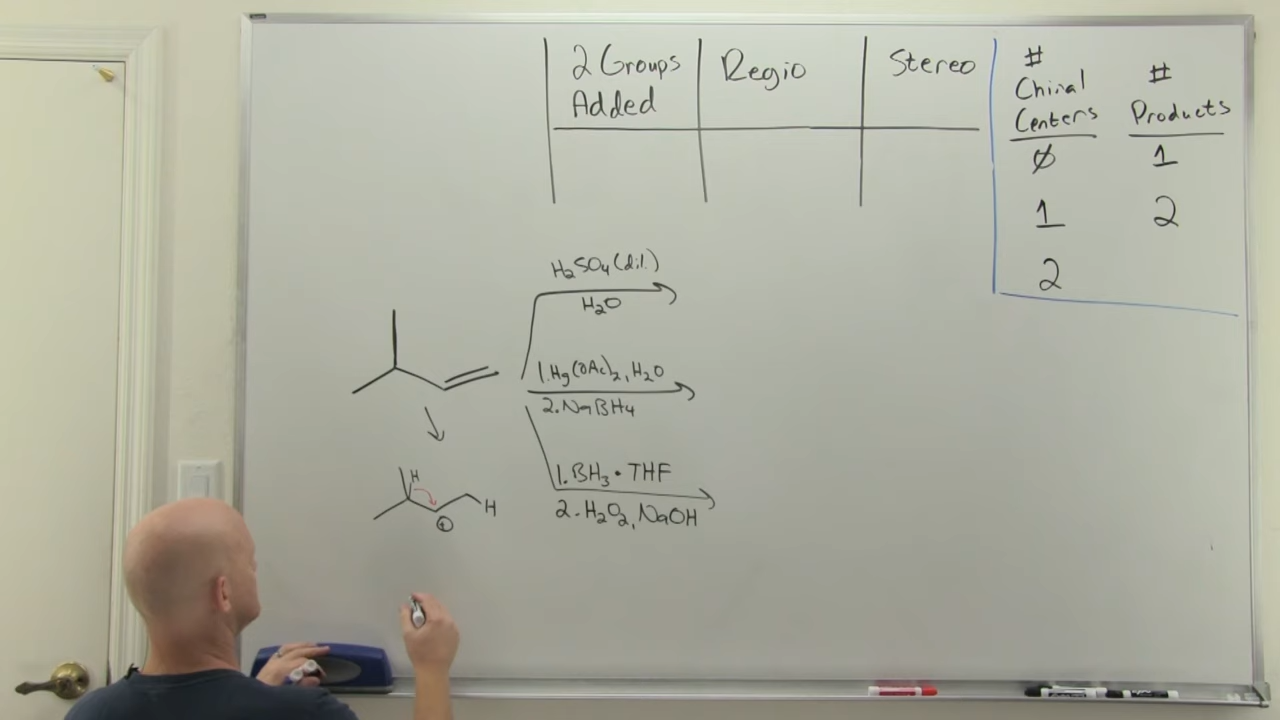 2 Groups
Added
Regio
Stereo
#
Chiral
Centers
#
Products
0
1
1
2
2
H₂SO₄(dil.)
H₂O
1.Hg(OAc)₂,H₂O
2.NaBH₄
1.BH₃•THF
2.H₂O₂,NaOH
H
H
+